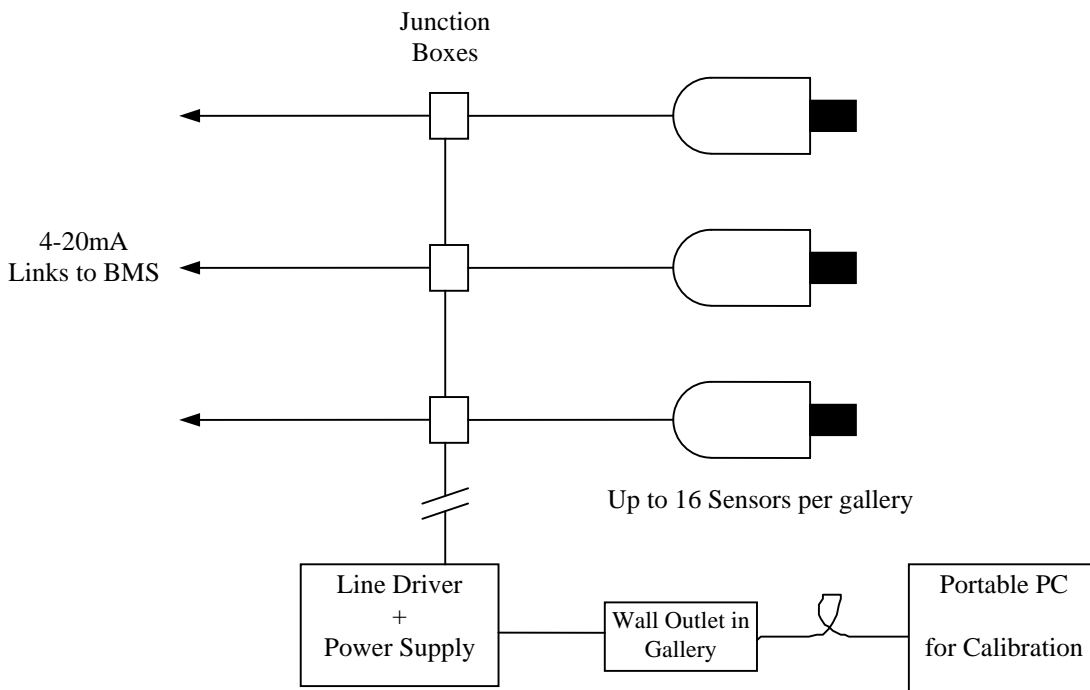 Junction
Boxes
4-20mA
Links to BMS
Up to 16 Sensors per gallery
Line Driver
+
Power Supply
Wall Outlet in
Gallery
Portable PC
for Calibration